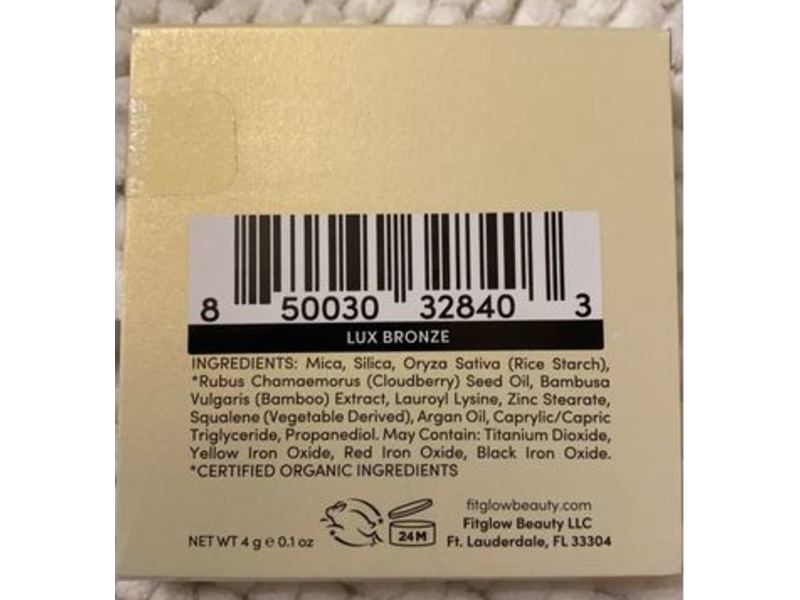 8 50030 32840 3
LUX BRONZE
INGREDIENTS: Mica, Silica, Oryza Sativa (Rice Starch),
*Rubus Chamaemorus (Cloudberry) Seed Oil, Bambusa
Vulgaris (Bamboo) Extract, Lauroyl Lysine, Zinc Stearate,
Squalene (Vegetable Derived), Argan Oil, Caprylic/Capric
Triglyceride, Propanediol. May Contain: Titanium Dioxide,
Yellow Iron Oxide, Red Iron Oxide, Black Iron Oxide.
*CERTIFIED ORGANIC INGREDIENTS
NET WT 4 g e 0.1 oz
24M
fitglowbeauty.com
Fitglow Beauty LLC
Ft. Lauderdale, FL 33304